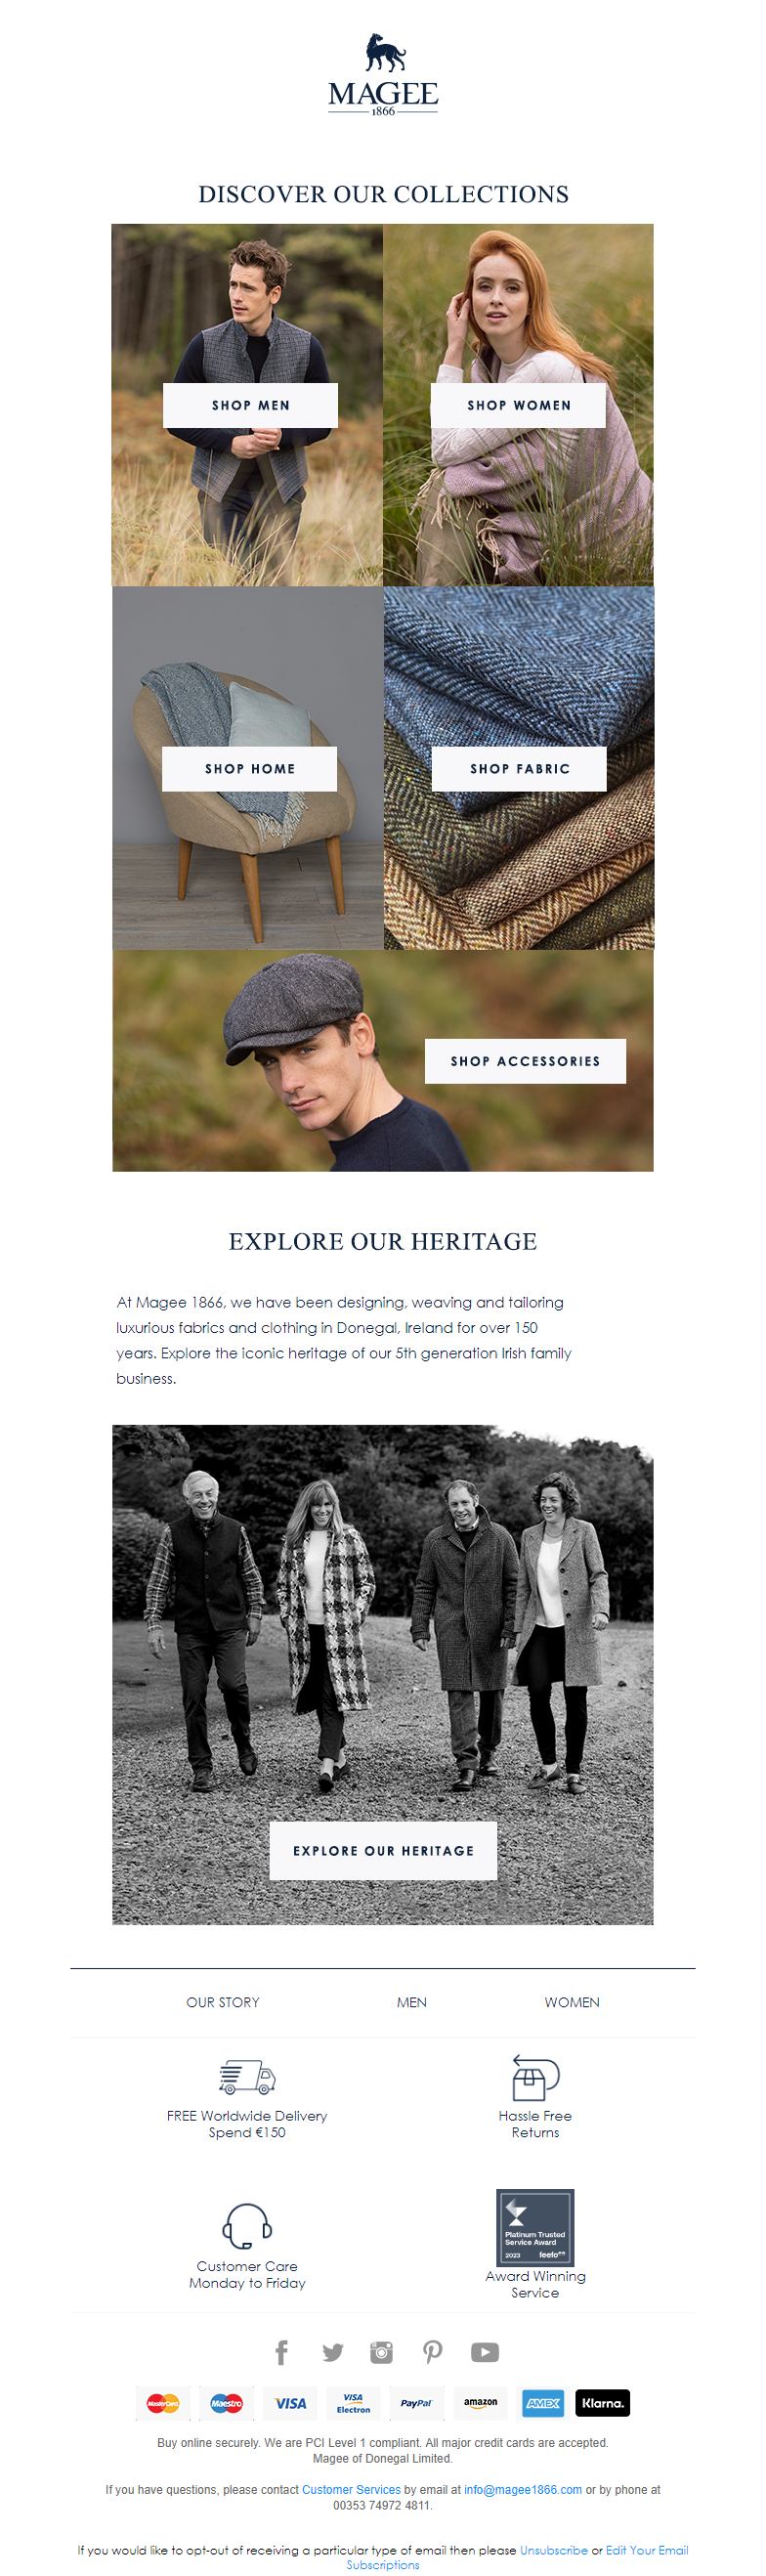 MAGEE
1866
DISCOVER OUR COLLECTIONS
SHOP MEN
SHOP WOMEN
SHOP HOME
SHOP FABRIC
SHOP ACCESSORIES
EXPLORE OUR HERITAGE
At Magee 1866, we have been designing, weaving and tailoring
luxurious fabrics and clothing in Donegal, Ireland for over 150
years. Explore the iconic heritage of our 5th generation Irish family
business.
EXPLORE OUR HERITAGE
OUR STORY
MEN
WOMEN
FREE Worldwide Delivery
Spend €150
Hassle Free
Returns
Customer Care
Monday to Friday
Platinum Trusted
Service Award
2023 feefo
Award Winning
Service
MasterCard
Maestro
VISA
VISA
Electron
PayPal
amazon
AMEX
Klarna.
Buy online securely. We are PCI Level 1 compliant. All major credit cards are accepted.
Magee of Donegal Limited.
If you have questions, please contact Customer Services by email at info@magee1866.com or by phone at
00353 74972 4811.
If you would like to opt-out of receiving a particular type of email then please Unsubscribe or Edit Your Email
Subscriptions